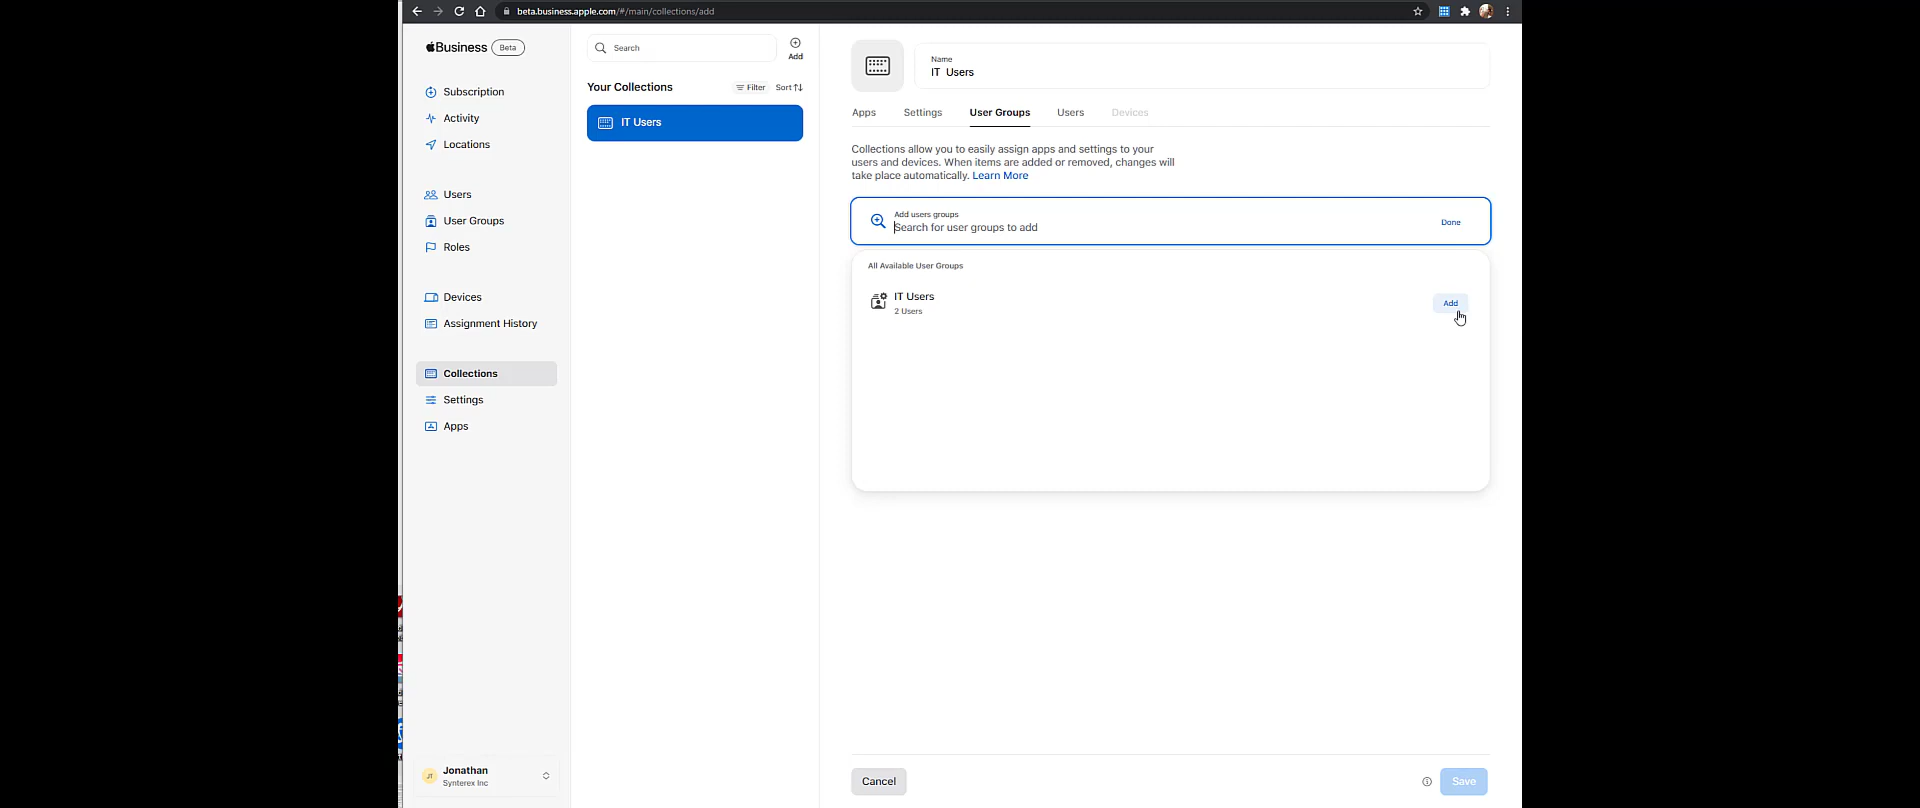 beta.business.apple.com/#/main/collections/add
Business Beta
Subscription
Activity
Locations
Users
User Groups
Roles
Devices
Assignment History
Collections
Settings
Apps
JT
Jonathan
Synterex Inc
Search
Add
Your Collections
Filter
Sort
IT Users
Name
IT Users
Apps
Settings
User Groups
Users
Devices
Collections allow you to easily assign apps and settings to your
users and devices. When items are added or removed, changes will
take place automatically. Learn More
Add users groups
Search for user groups to add
Done
All Available User Groups
IT Users
2 Users
Add
Cancel
Save